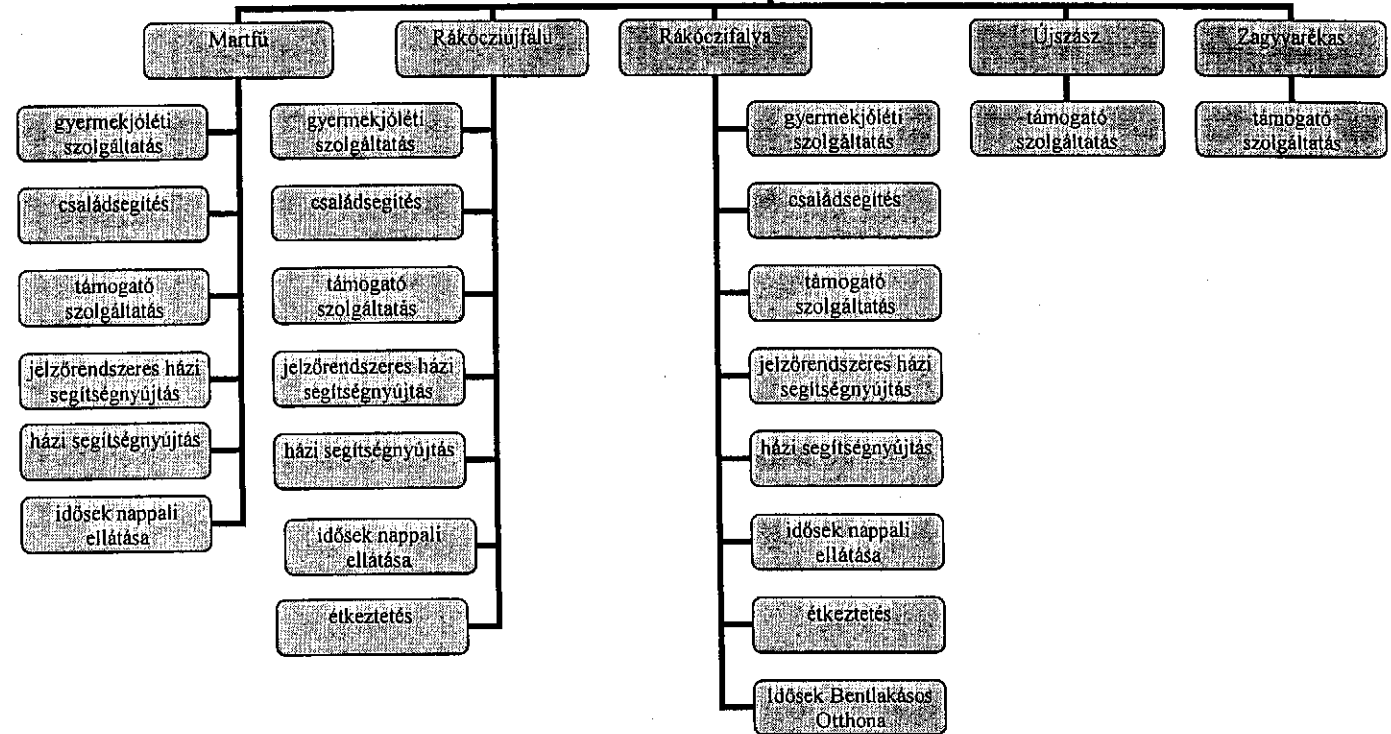 Martfű
Rákócziujfalu
Rákóczifalva
Újszász
Zagyvarékas
gyermekjóléti
szolgáltatás
családsegítés
támogató
szolgáltatás
jelzőrendszeres házi
segítségnyújtás
házi segítségnyújtás
idősek nappali
ellátása
gyermekjóléti
szolgáltatás
családsegítés
támogató
szolgáltatás
jelzőrendszeres házi
segítségnyújtás
házi segítségnyújtás
idősek nappali
ellátása
étkeztetés
gyermekjóléti
szolgáltatás
családsegítés
támogató
szolgáltatás
jelzőrendszeres házi
segítségnyújtás
házi segítségnyújtás
idősek nappali
ellátása
étkeztetés
Idősek Bentlakásos
Otthona
támogató
szolgáltatás
támogató
szolgáltatás